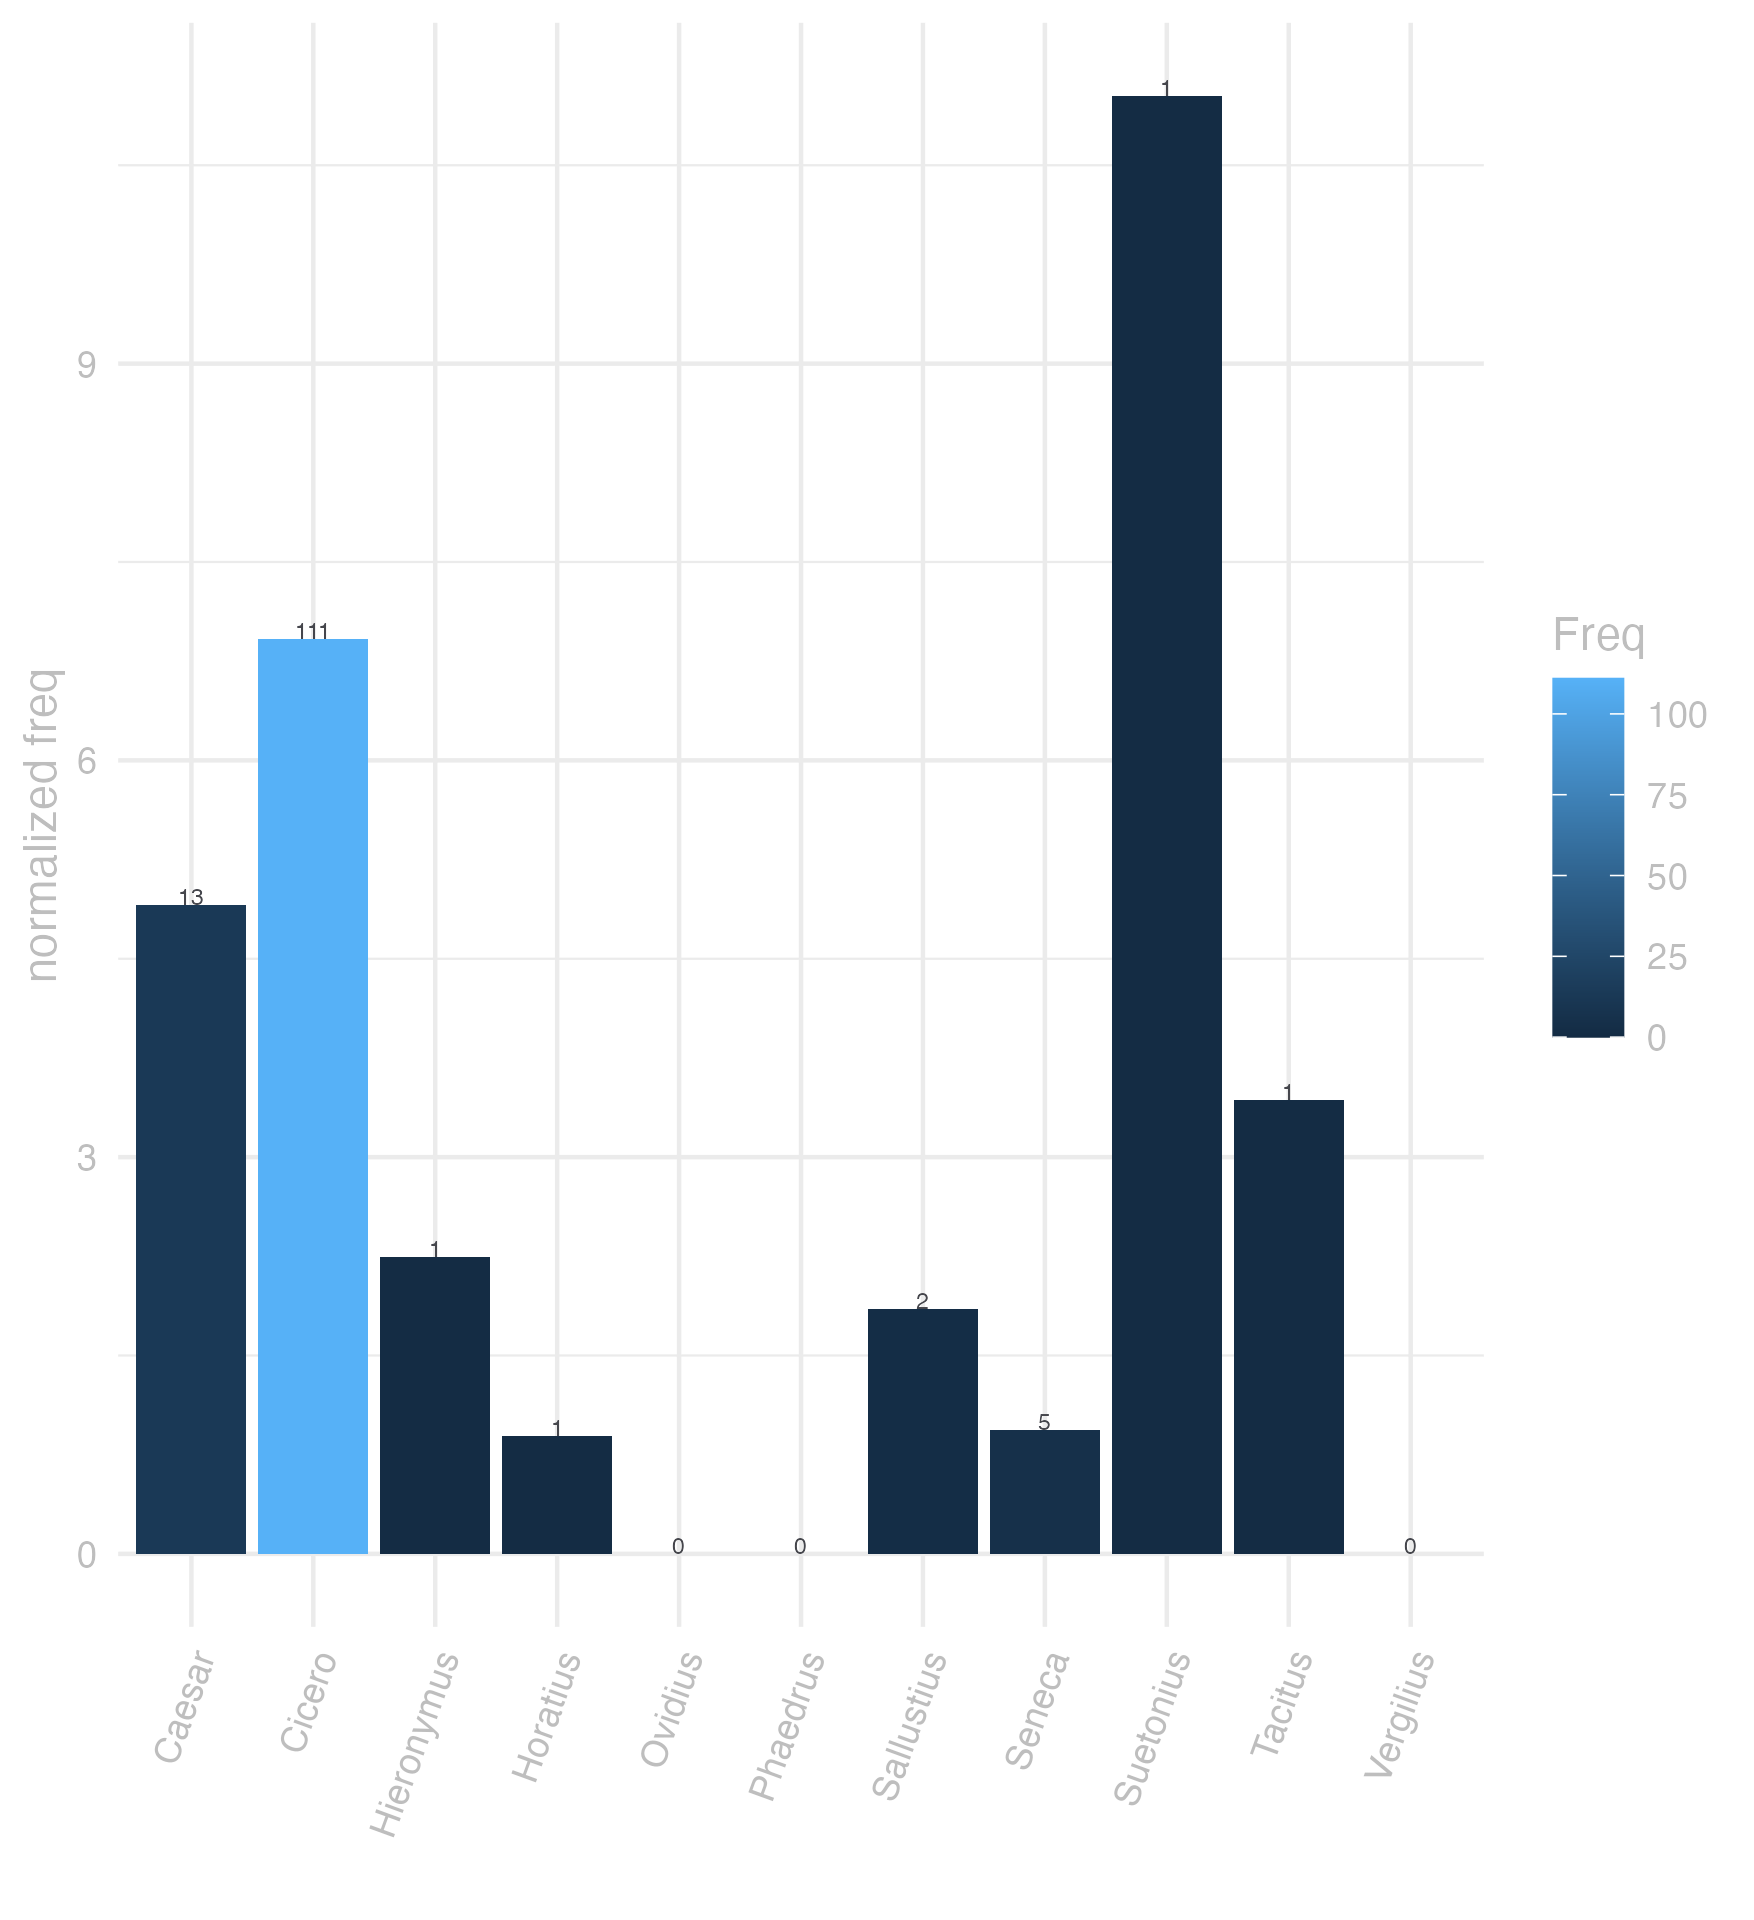 1
9
111
Freq
100
75
50
25
0
normalized freq
6
13
3
1
1
1
2
5
0
0
0
0
Caesar
Cicero
Hieronymus
Horatius
Ovidius
Phaedrus
Sallustius
Seneca
Suetonius
Tacitus
Vergilius